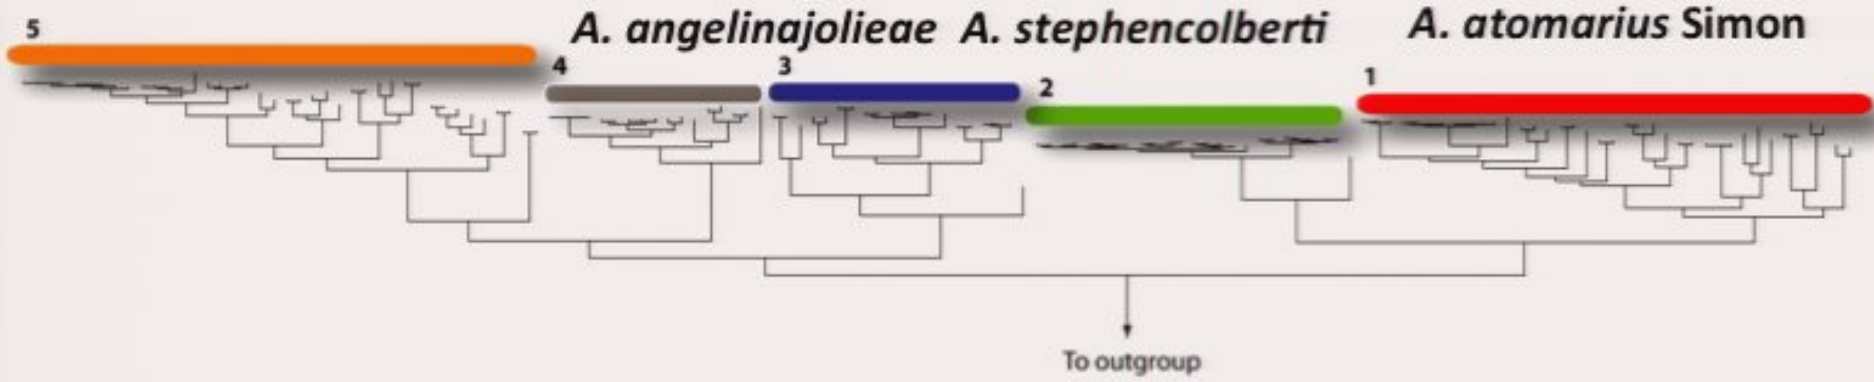 5
A. angelinajolieae A. stephencolberti
A. atomarius Simon
4
3
2
1
To outgroup